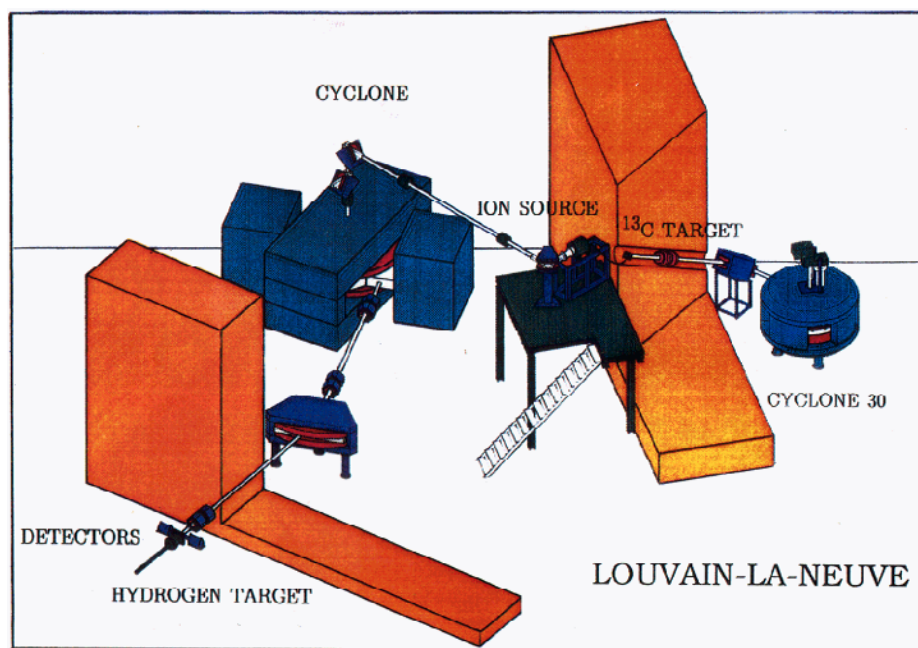 CYCLONE
ION SOURCE
¹³C TARGET
CYCLONE 30
DETECTORS
HYDROGEN TARGET
LOUVAIN-LA-NEUVE